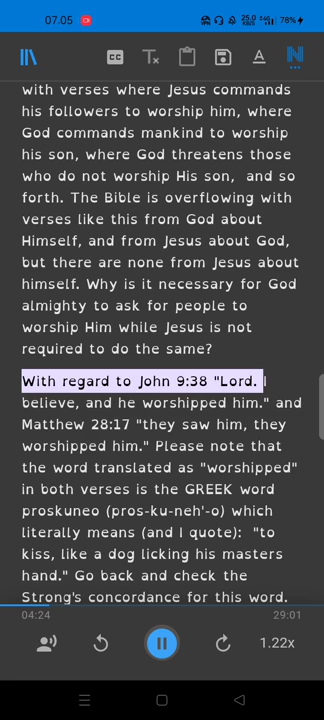 07.05
25.0 KB/S
78%
CC
with verses where Jesus commands
his followers to worship him, where
God commands mankind to worship
his son, where God threatens those
who do not worship His son, and so
forth. The Bible is overflowing with
verses like this from God about
Himself, and from Jesus about God,
but there are none from Jesus about
himself. Why is it necessary for God
almighty to ask for people to
worship Him while Jesus is not
required to do the same?
With regard to John 9:38 "Lord. I
believe, and he worshipped him." and
Matthew 28:17 "they saw him, they
worshipped him." Please note that
the word translated as "worshipped"
in both verses is the GREEK word
proskuneo (pros-ku-neh'-o) which
literally means (and I quote): "to
kiss, like a dog licking his masters
hand." Go back and check the
Strong's concordance for this word.
04:24 29:01
1.22x